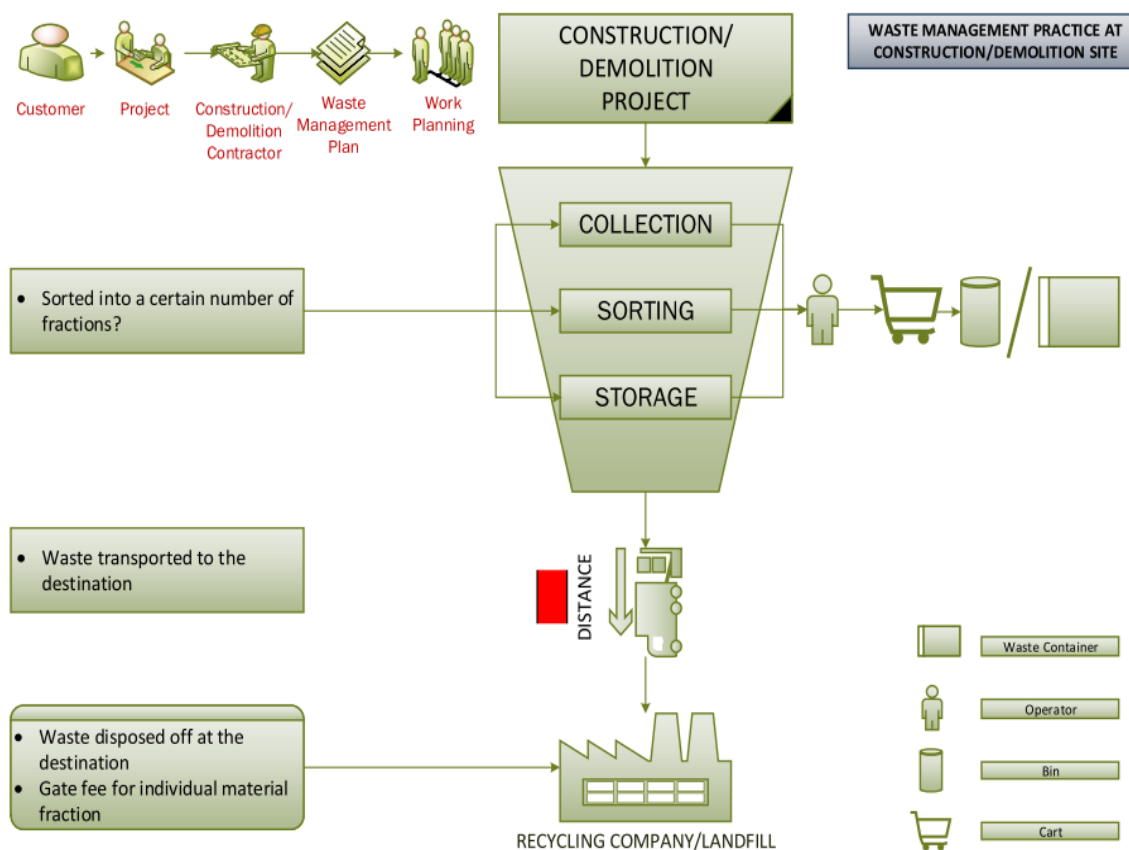 CONSTRUCTION/
DEMOLITION
PROJECT
WASTE MANAGEMENT PRACTICE AT
CONSTRUCTION/DEMOLITION SITE
Customer
Project
Construction/
Demolition
Contractor
Waste
Management
Plan
Work
Planning
COLLECTION
• Sorted into a certain number of
fractions?
SORTING
STORAGE
• Waste transported to the
destination
DISTANCE
Waste Container
Operator
• Waste disposed off at the
destination
• Gate fee for individual material
fraction
Bin
Cart
RECYCLING COMPANY/LANDFILL